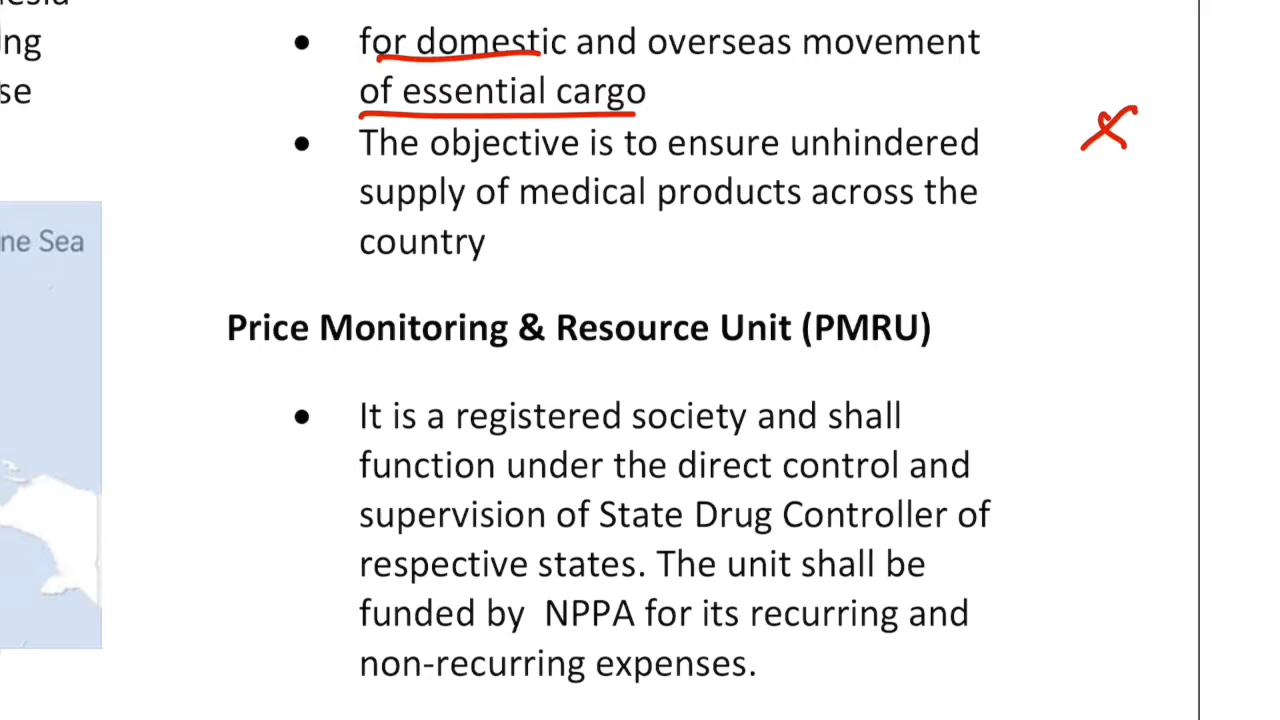 ng
se
ne Sea
for domestic and overseas movement
of essential cargo
The objective is to ensure unhindered
supply of medical products across the
country
Price Monitoring & Resource Unit (PMRU)
It is a registered society and shall
function under the direct control and
supervision of State Drug Controller of
respective states. The unit shall be
funded by NPPA for its recurring and
non-recurring expenses.